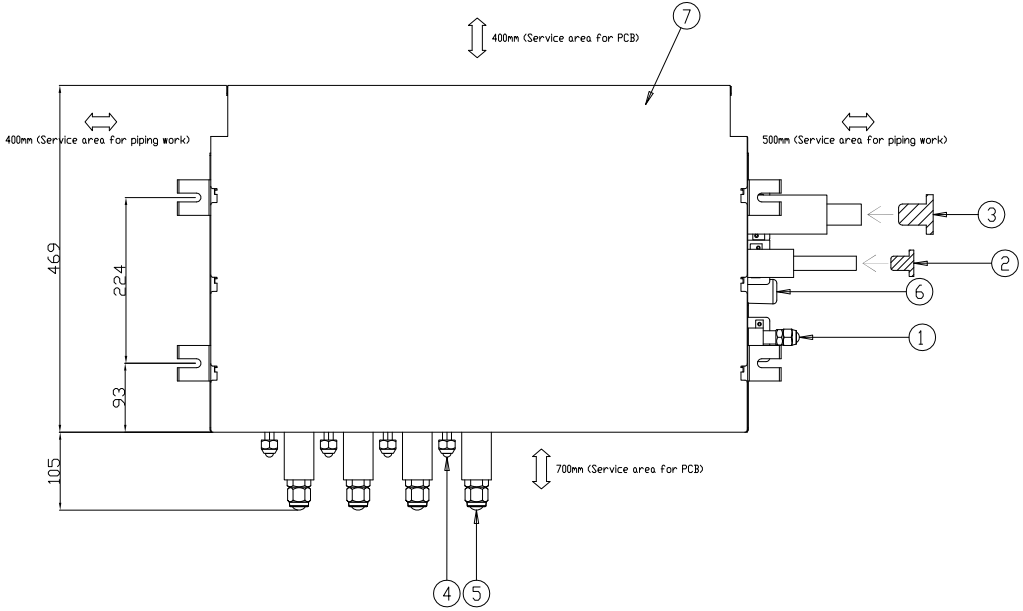 7
400mm (Service area for PCB)
400mm (Service area for piping work)
500mm (Service area for piping work)
3
469
224
2
6
1
93
105
700mm (Service area for PCB)
4
5